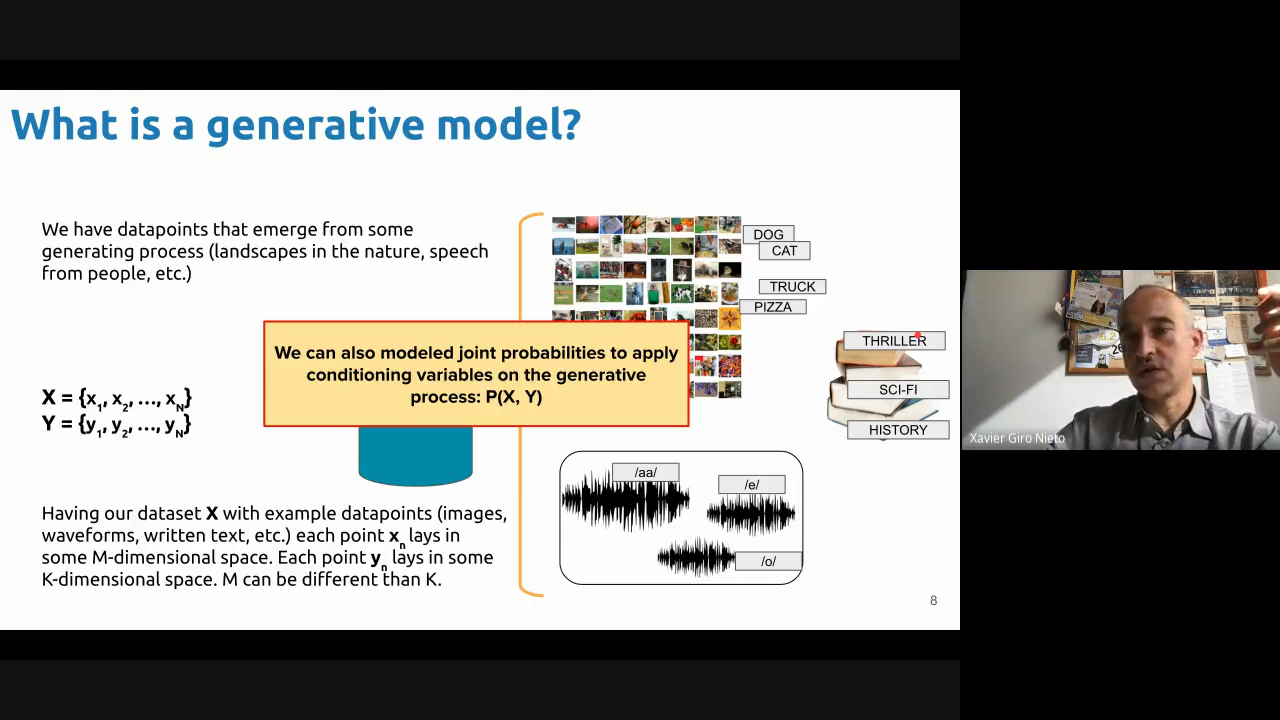 What is a generative model?
We have datapoints that emerge from some
generating process (landscapes in the nature, speech
from people, etc.)
DOG
CAT
TRUCK
PIZZA
We can also modeled joint probabilities to apply
conditioning variables on the generative
process: P(X, Y)
THRILLER
SCI-FI
HISTORY
X = {x1, x2, …, xN}
Y = {y1, y2, …, yN}
/aa/
/e/
/o/
Having our dataset X with example datapoints (images,
waveforms, written text, etc.) each point xn lays in
some M-dimensional space. Each point yn lays in some
K-dimensional space. M can be different than K.
8
Xavier Giro Nieto